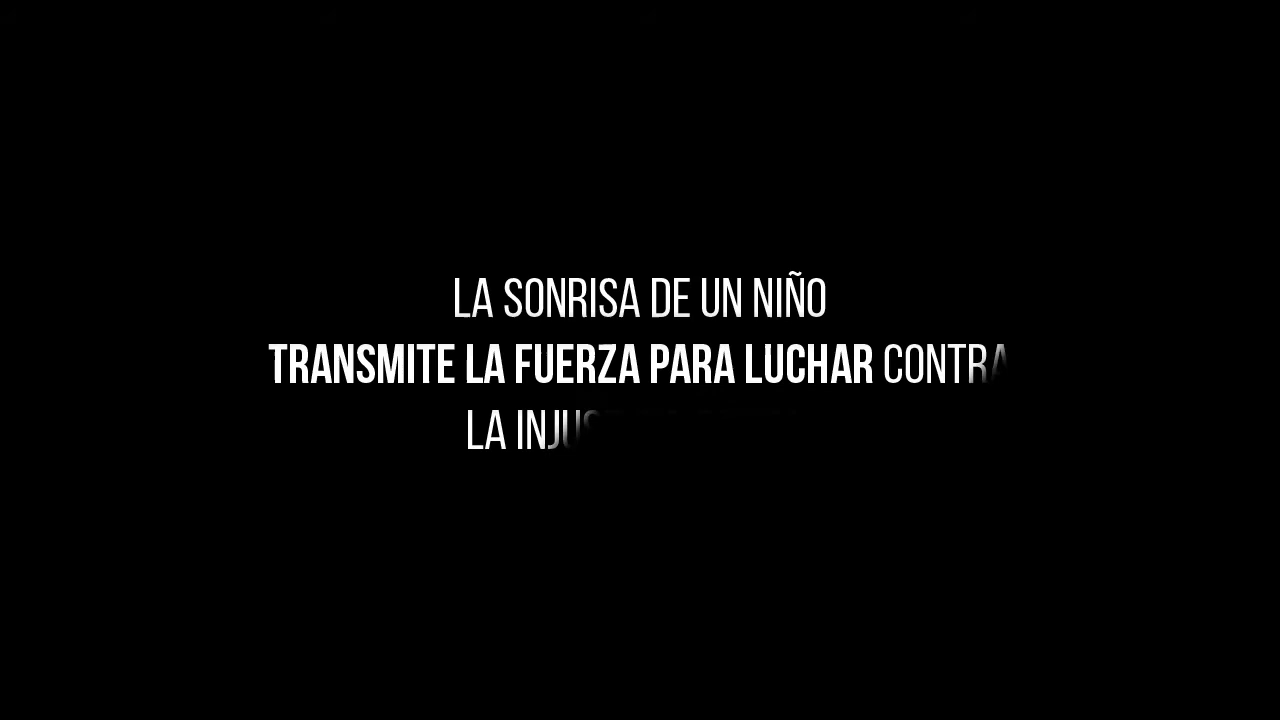 LA SONRISA DE UN NIÑO
TRANSMITE LA FUERZA PARA LUCHAR CONTRA
LA